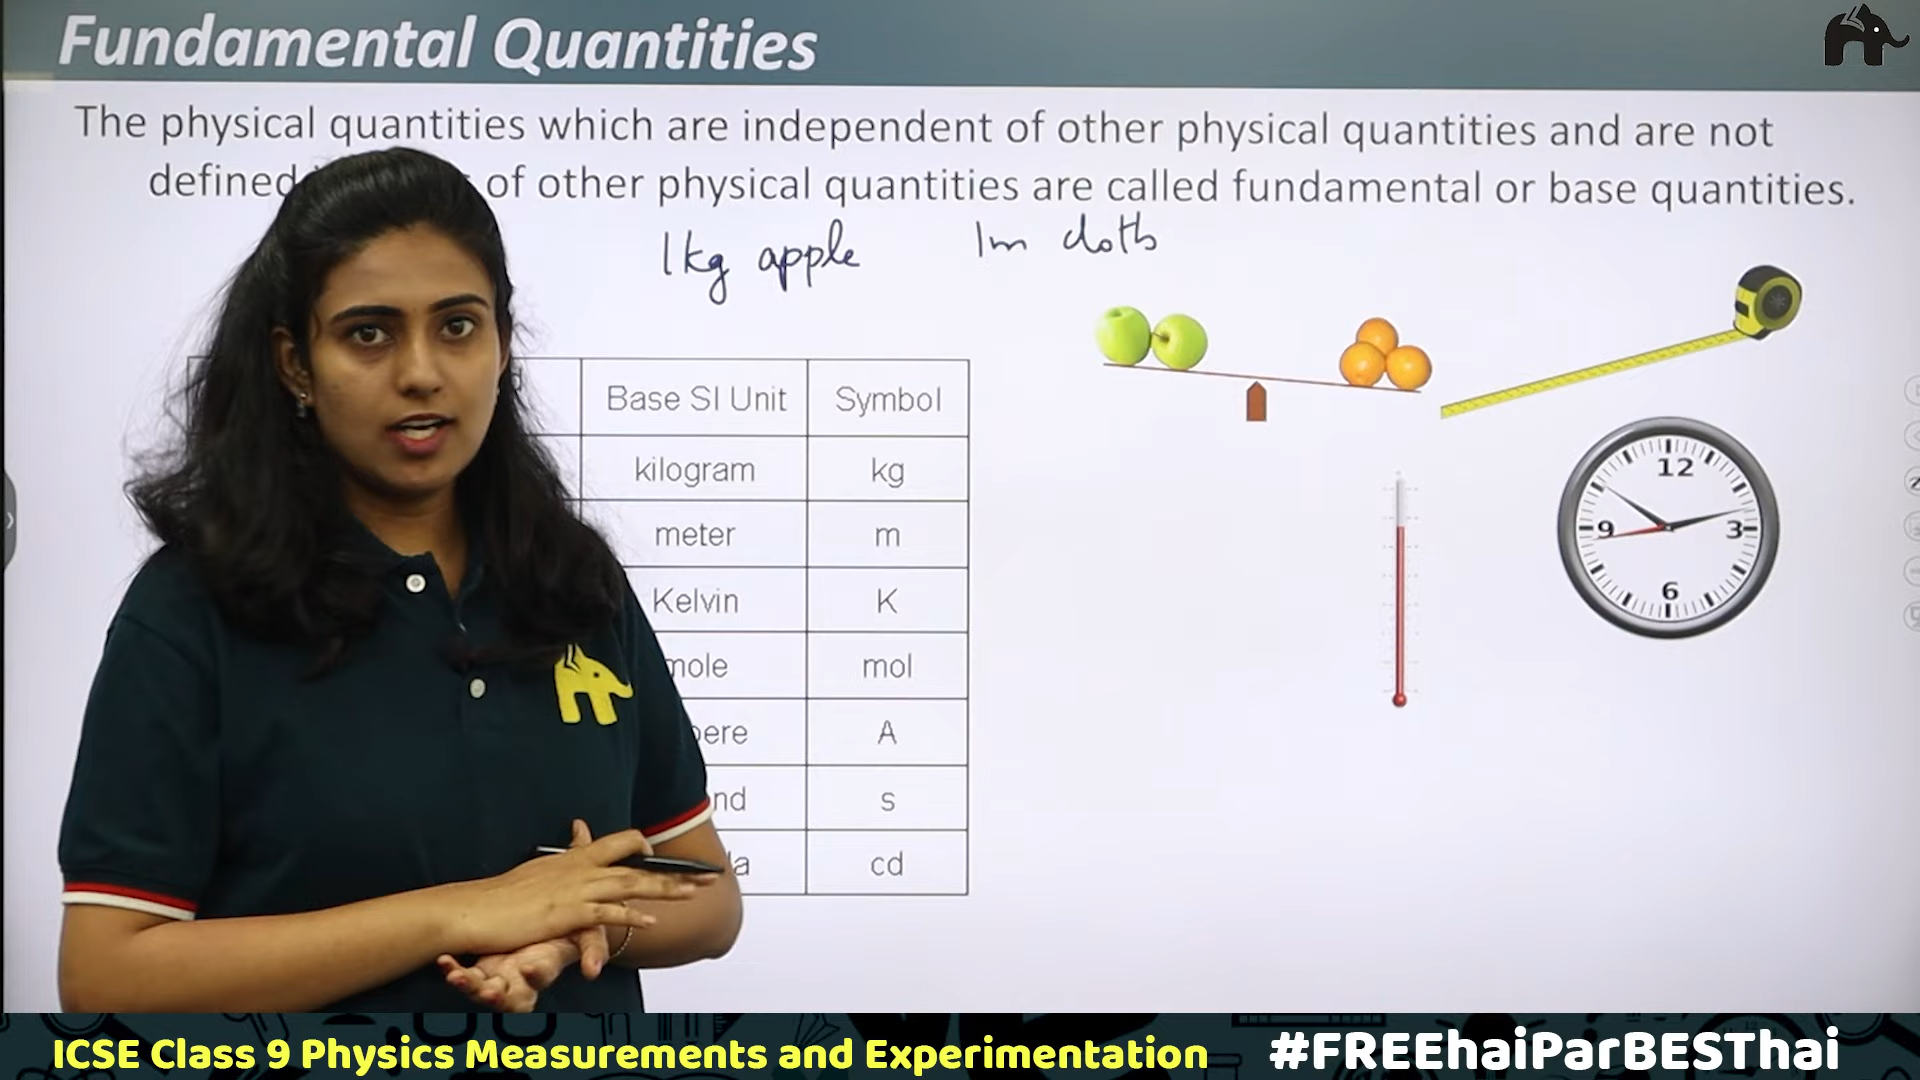 Fundamental Quantities
The physical quantities which are independent of other physical quantities and are not
defined of other physical quantities are called fundamental or base quantities.
1kg apple 1m cloth
Base SI Unit Symbol
kilogram kg
meter m
Kelvin K
mole mol
A
s
cd
12
9 3
6
ICSE Class 9 Physics Measurements and Experimentation #FREEhaiParBESThai